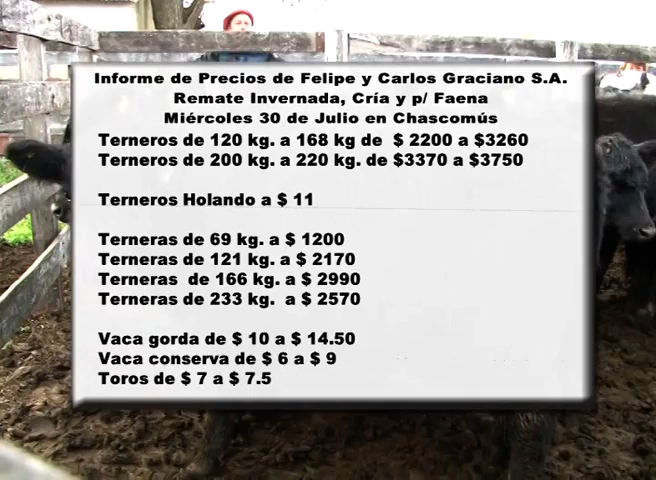 Informe de Precios de Felipe y Carlos Graciano S.A.
Remate Invernada, Cría y p/ Faena
Miércoles 30 de Julio en Chascomús
Terneros de 120 kg. a 168 kg de  $ 2200 a $3260
Terneros de 200 kg. a 220 kg. de $3370 a $3750
Terneros Holando a $ 11
Terneras de 69 kg. a $ 1200
Terneras de 121 kg. a $ 2170
Terneras  de 166 kg. a $ 2990
Terneras de 233 kg.  a $ 2570
Vaca gorda de $ 10 a $ 14.50
Vaca conserva de $ 6 a $ 9
Toros de $ 7 a $ 7.5